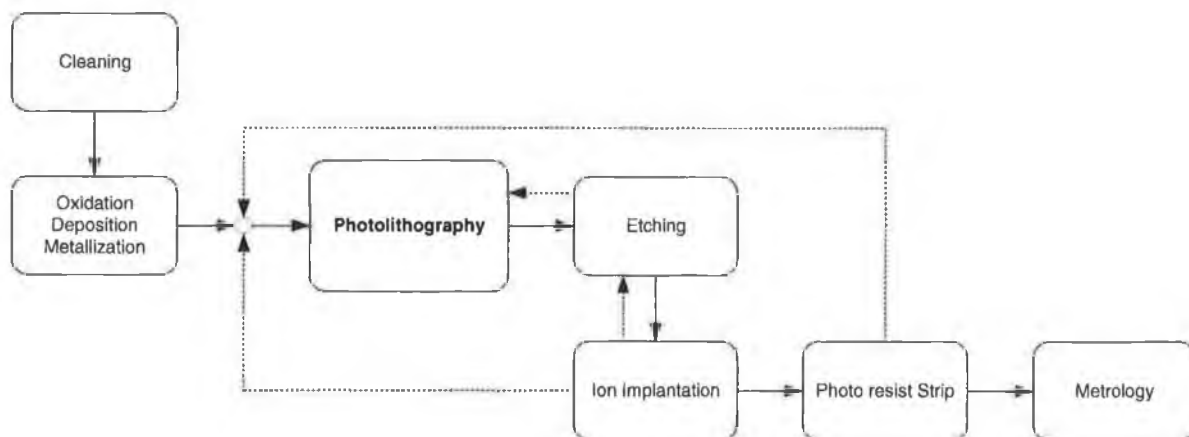 Cleaning
Oxidation
Deposition
Metallization
Photolithography
Etching
Ion implantation
Photo resist Strip
Metrology